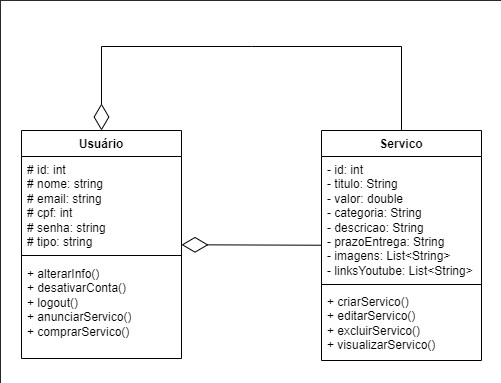 Usuário
# id: int
# nome: string
# email: string
# cpf: int
# senha: string
# tipo: string
+ alterarInfo()
+ desativarConta()
+ logout()
+ anunciarServico()
+ comprarServico()
Servico
- id: int
- titulo: String
- valor: double
- categoria: String
- descricao: String
- prazoEntrega: String
- imagens: List<String>
- linksYoutube: List<String>
+ criarServico()
+ editarServico()
+ excluirServico()
+ visualizarServico()